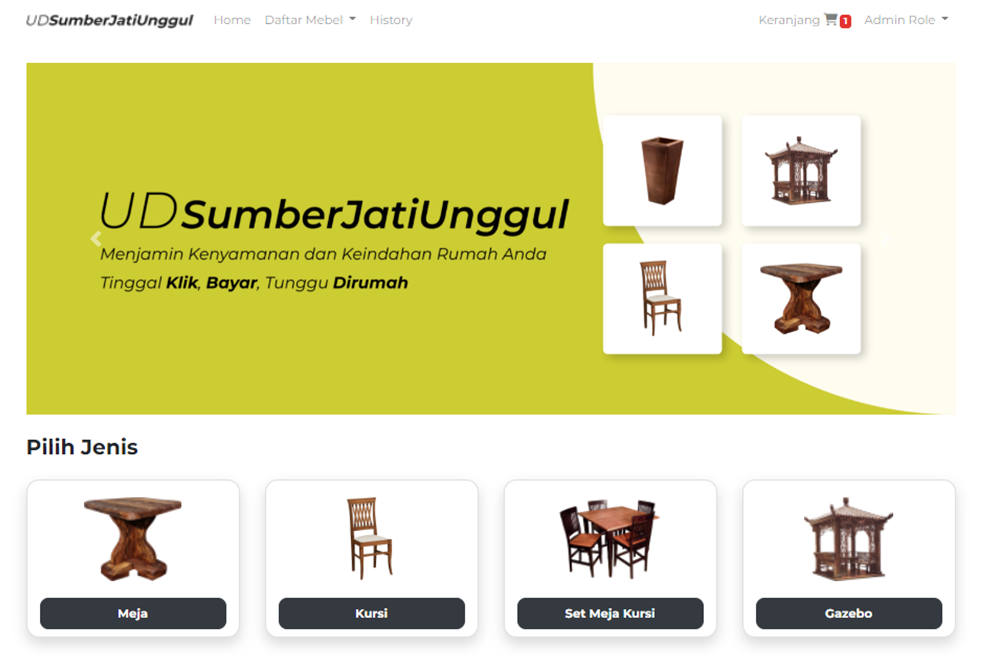 UDSumberJatiUnggul Home Daftar Mebel History Keranjang 1 Admin Role
UDSumberJatiUnggul
Menjamin Kenyamanan dan Keindahan Rumah Anda
Tinggal Klik, Bayar, Tunggu Dirumah
Pilih Jenis
Meja Kursi Set Meja Kursi Gazebo